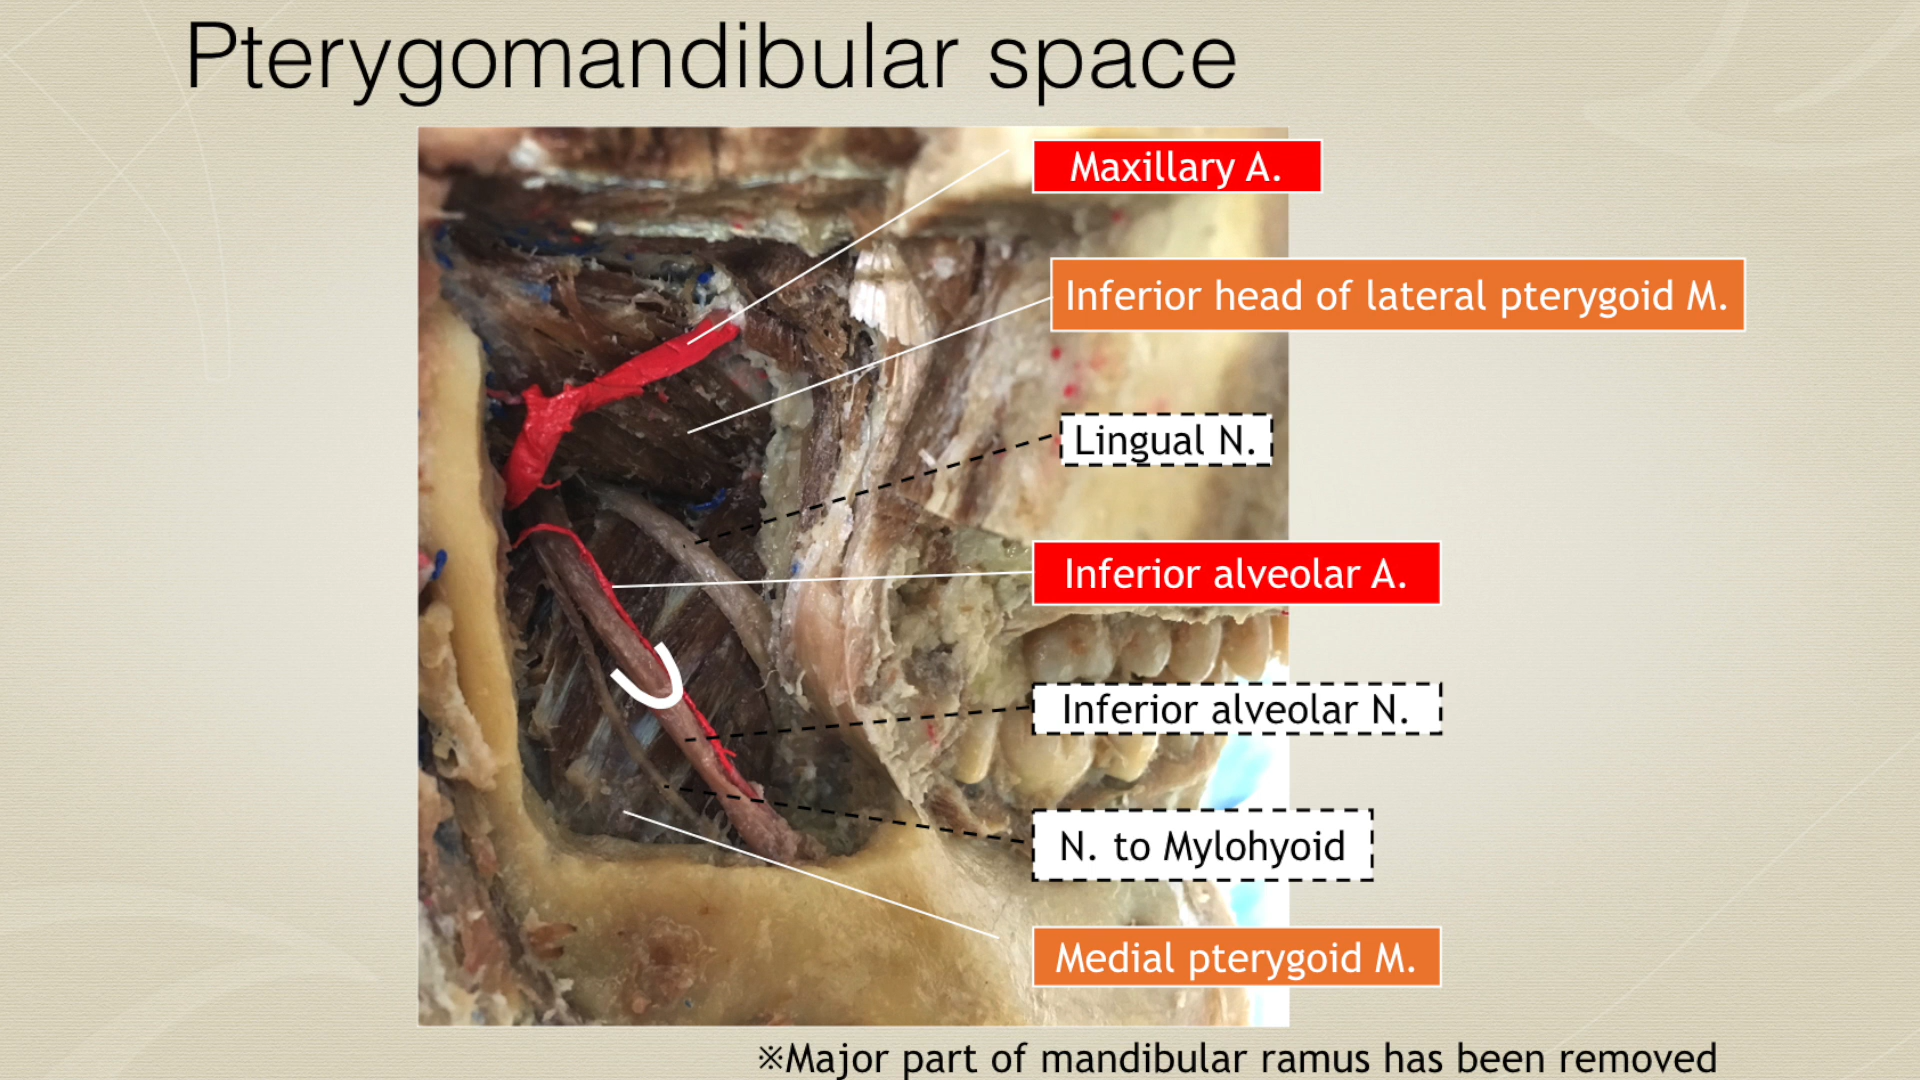 Pterygomandibular space
Maxillary A.
Inferior head of lateral pterygoid M.
Lingual N.
Inferior alveolar A.
Inferior alveolar N.
N. to Mylohyoid
Medial pterygoid M.
※Major part of mandibular ramus has been removed